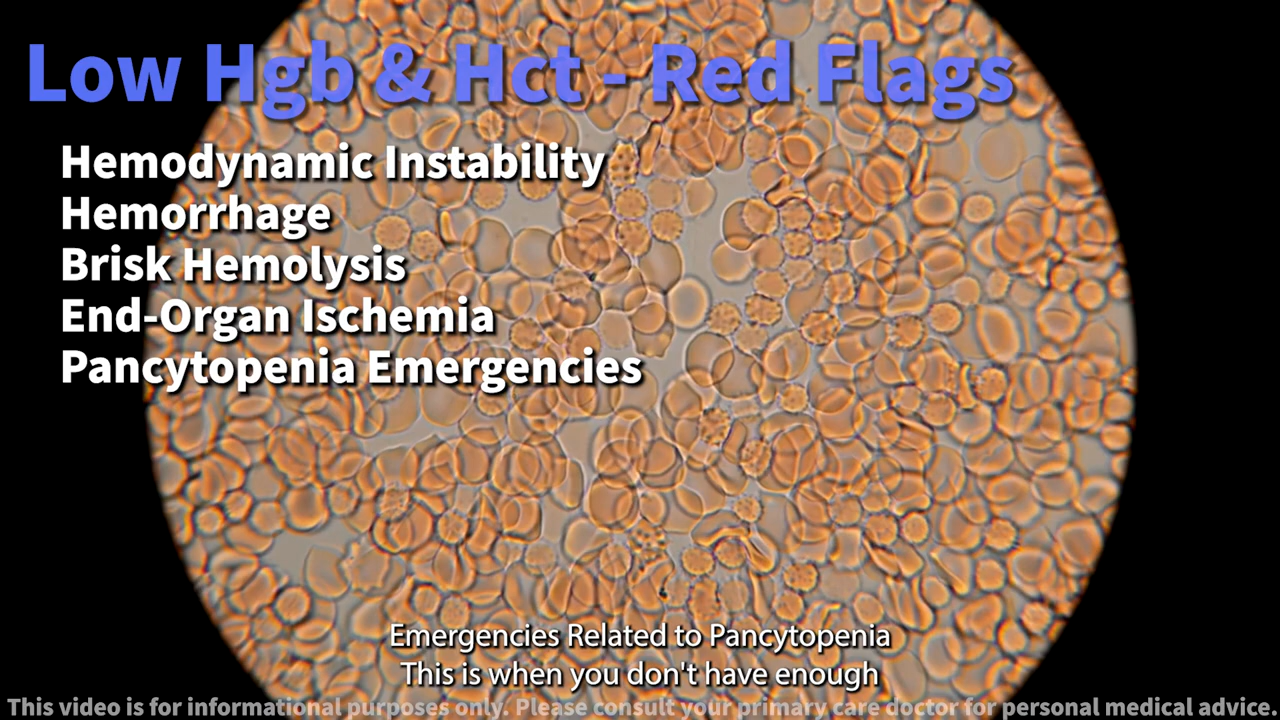 Low Hgb & Hct - Red Flags
Hemodynamic Instability
Hemorrhage
Brisk Hemolysis
End-Organ Ischemia
Pancytopenia Emergencies
Emergencies Related to Pancytopenia
This is when you don't have enough
This video is for informational purposes only. Please consult your primary care doctor for personal medical advice.